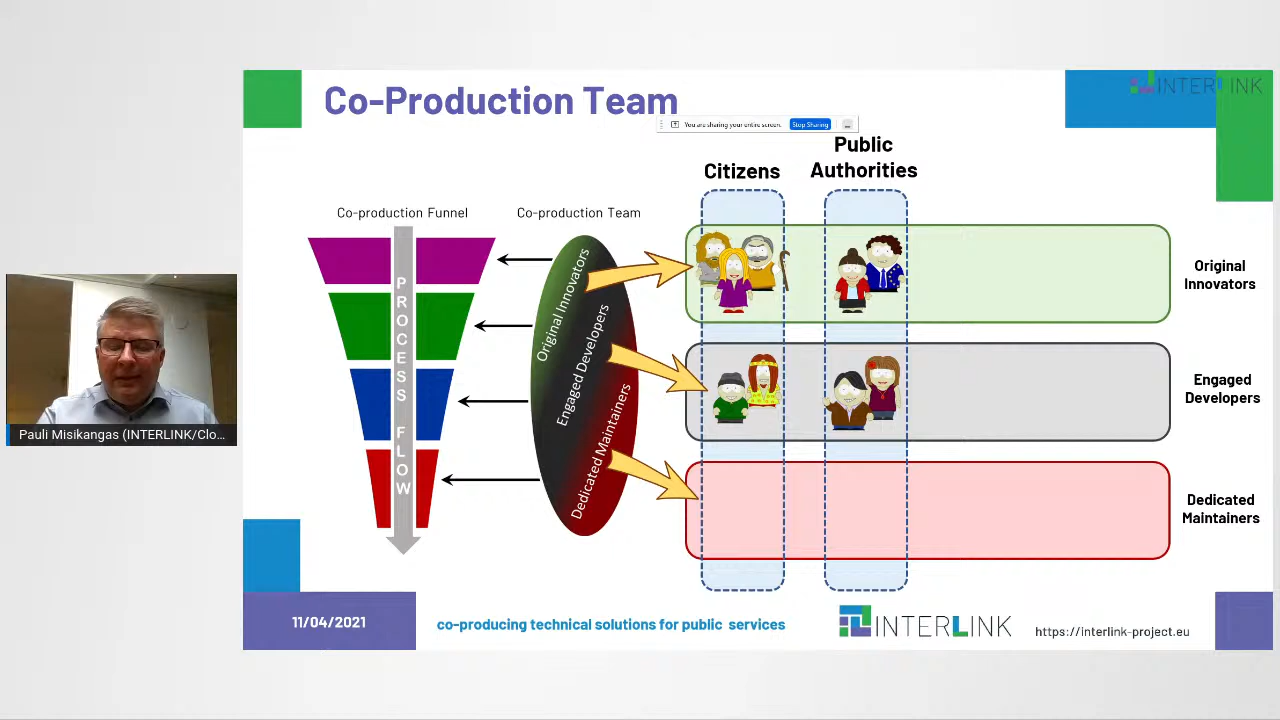 Co-Production Team
INTERLINK
You are sharing your entire screen.
Stop Sharing
Citizens
Public
Authorities
Co-production Funnel
Co-production Team
PROCESS FLOW
Original Innovators
Engaged Developers
Dedicated Maintainers
Original
Innovators
Engaged
Developers
Dedicated
Maintainers
Pauli Misikangas (INTERLINK/Clo...
11/04/2021
co-producing technical solutions for public services
INTERLINK
https://interlink-project.eu